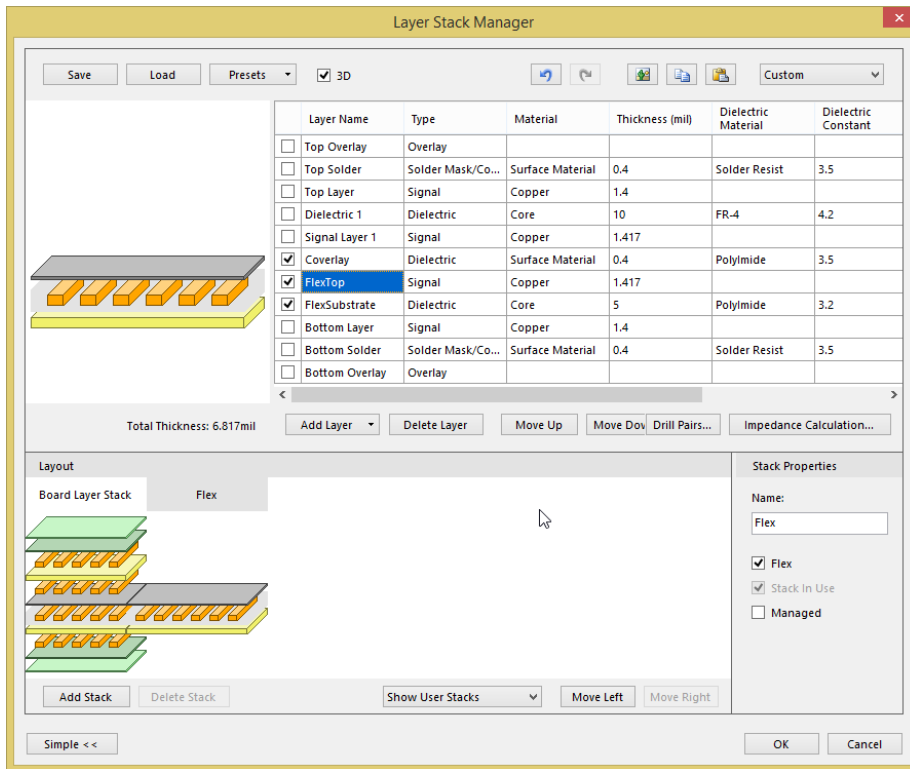 Layer Stack Manager
Save Load Presets 3D Custom
Layer Name Type Material Thickness (mil) Dielectric Material Dielectric Constant
Top Overlay Overlay
Top Solder Solder Mask/Co... Surface Material 0.4 Solder Resist 3.5
Top Layer Signal Copper 1.4
Dielectric 1 Dielectric Core 10 FR-4 4.2
Signal Layer 1 Signal Copper 1.417
Coverlay Dielectric Surface Material 0.4 PolyImide 3.5
FlexTop Signal Copper 1.417
FlexSubstrate Dielectric Core 5 PolyImide 3.2
Bottom Layer Signal Copper 1.4
Bottom Solder Solder Mask/Co... Surface Material 0.4 Solder Resist 3.5
Bottom Overlay Overlay
Total Thickness: 6.817mil Add Layer Delete Layer Move Up Move Dov Drill Pairs... Impedance Calculation...
Layout Stack Properties
Board Layer Stack Flex
Name:
Flex
Flex
Stack In Use
Managed
Add Stack Delete Stack Show User Stacks Move Left Move Right
Simple << OK Cancel